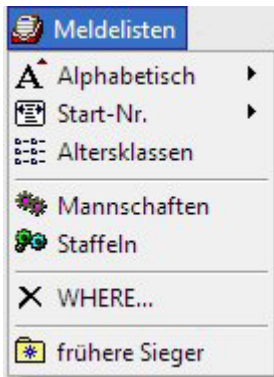 Meldelisten
Alphabetisch
Start-Nr.
Altersklassen
Mannschaften
Staffeln
WHERE...
frühere Sieger